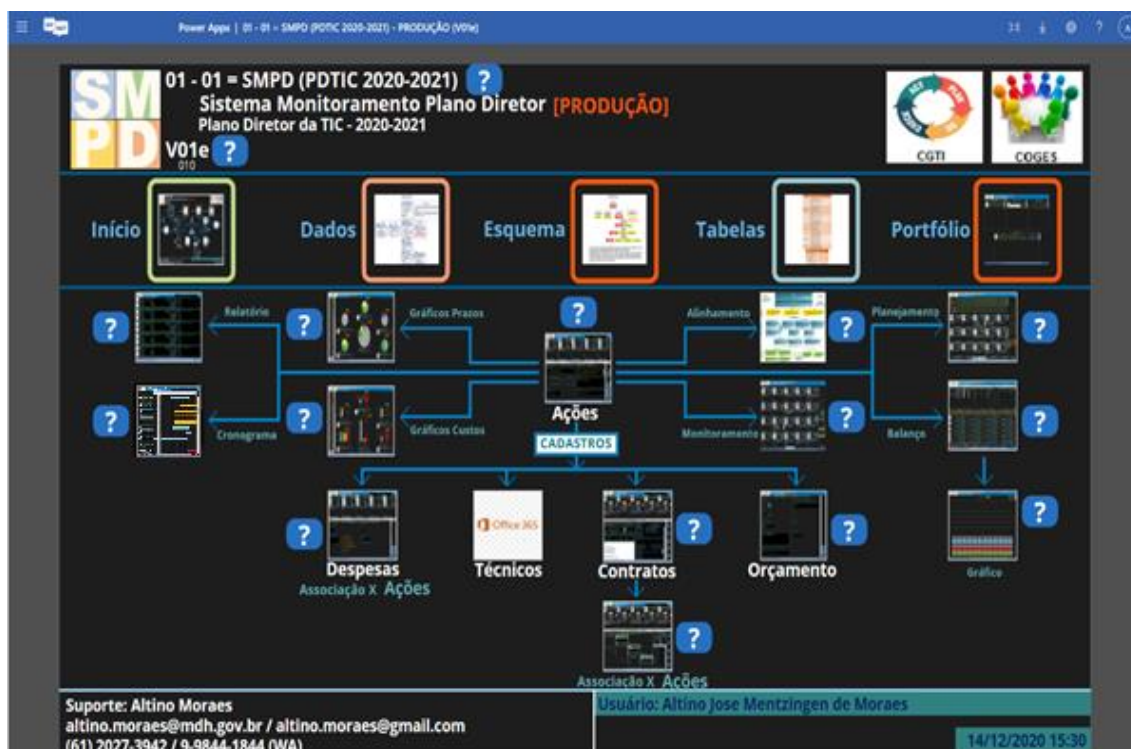 Power Apps | 01 - 01 = SMPD (PDTIC 2020-2021) - PRODUÇÃO (V01e)
SM
PD
01 - 01 = SMPD (PDTIC 2020-2021) ?
Sistema Monitoramento Plano Diretor [PRODUÇÃO]
Plano Diretor da TIC - 2020-2021
V01e ?
010
CGTI
COGES
Início
Dados
Esquema
Tabelas
Portfólio
? Relatório
? Gráficos Prazos
?
Alinhamento ?
Planejamento ?
Ações
? Cronograma
? Gráficos Custos
Monitoramento ?
Balanço ?
CADASTROS
?
Office 365
?
?
?
Despesas
Técnicos
Contratos
Orçamento
Gráfico
Associação X Ações
?
Associação X Ações
Suporte: Altino Moraes
altino.moraes@mdh.gov.br / altino.moraes@gmail.com
(61) 2027-3942 / 9-9844-1844 (WA)
Usuário: Altino Jose Mentzingen de Moraes
14/12/2020 15:30